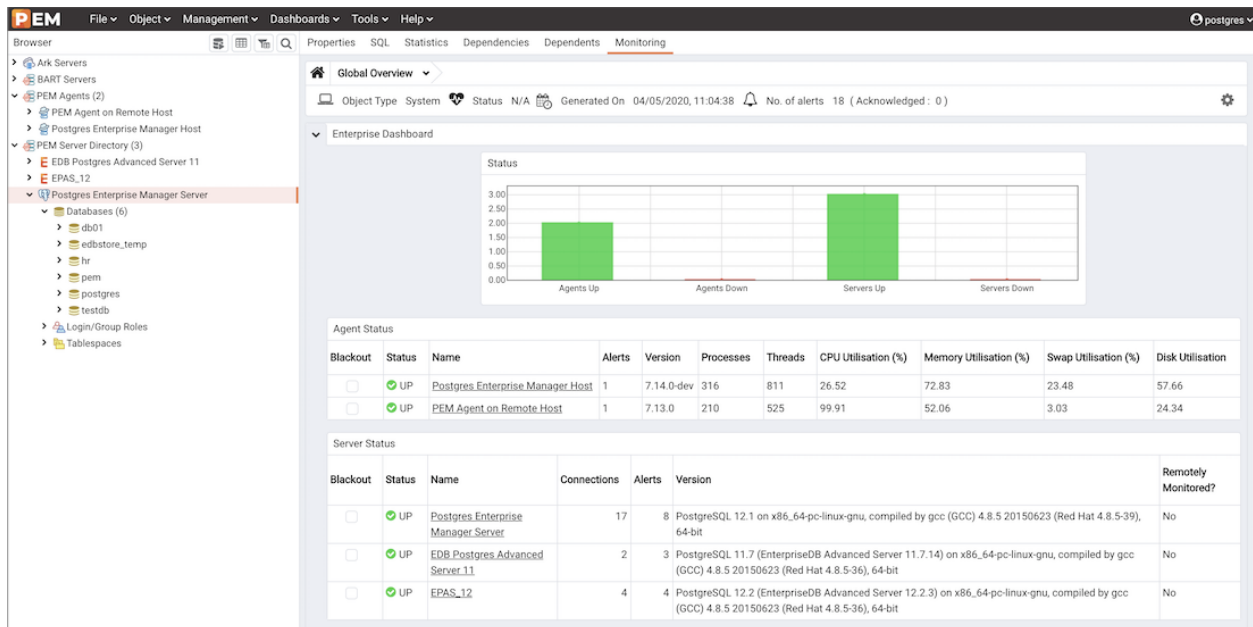 PEM File Object Management Dashboards Tools Help postgres
Browser
Properties SQL Statistics Dependencies Dependents Monitoring
Ark Servers
BART Servers
PEM Agents (2)
PEM Agent on Remote Host
Postgres Enterprise Manager Host
PEM Server Directory (3)
EDB Postgres Advanced Server 11
EPAS_12
Postgres Enterprise Manager Server
Databases (6)
db01
edbstore_temp
hr
pem
postgres
testdb
Login/Group Roles
Tablespaces
Global Overview
Object Type System Status N/A Generated On 04/05/2020, 11:04:38 No. of alerts 18 (Acknowledged: 0)
Enterprise Dashboard
Status
3.00
2.50
2.00
1.50
1.00
0.50
0.00
Agents Up Agents Down Servers Up Servers Down
Agent Status
Blackout Status Name Alerts Version Processes Threads CPU Utilisation (%) Memory Utilisation (%) Swap Utilisation (%) Disk Utilisation
UP Postgres Enterprise Manager Host 1 7.14.0-dev 316 811 26.52 72.83 23.48 57.66
UP PEM Agent on Remote Host 1 7.13.0 210 525 99.91 52.06 3.03 24.34
Server Status
Blackout Status Name Connections Alerts Version Remotely Monitored?
UP Postgres Enterprise Manager Server 17 8 PostgreSQL 12.1 on x86_64-pc-linux-gnu, compiled by gcc (GCC) 4.8.5 20150623 (Red Hat 4.8.5-39), 64-bit No
UP EDB Postgres Advanced Server 11 2 3 PostgreSQL 11.7 (EnterpriseDB Advanced Server 11.7.14) on x86_64-pc-linux-gnu, compiled by gcc (GCC) 4.8.5 20150623 (Red Hat 4.8.5-36), 64-bit No
UP EPAS_12 4 4 PostgreSQL 12.2 (EnterpriseDB Advanced Server 12.2.3) on x86_64-pc-linux-gnu, compiled by gcc (GCC) 4.8.5 20150623 (Red Hat 4.8.5-36), 64-bit No